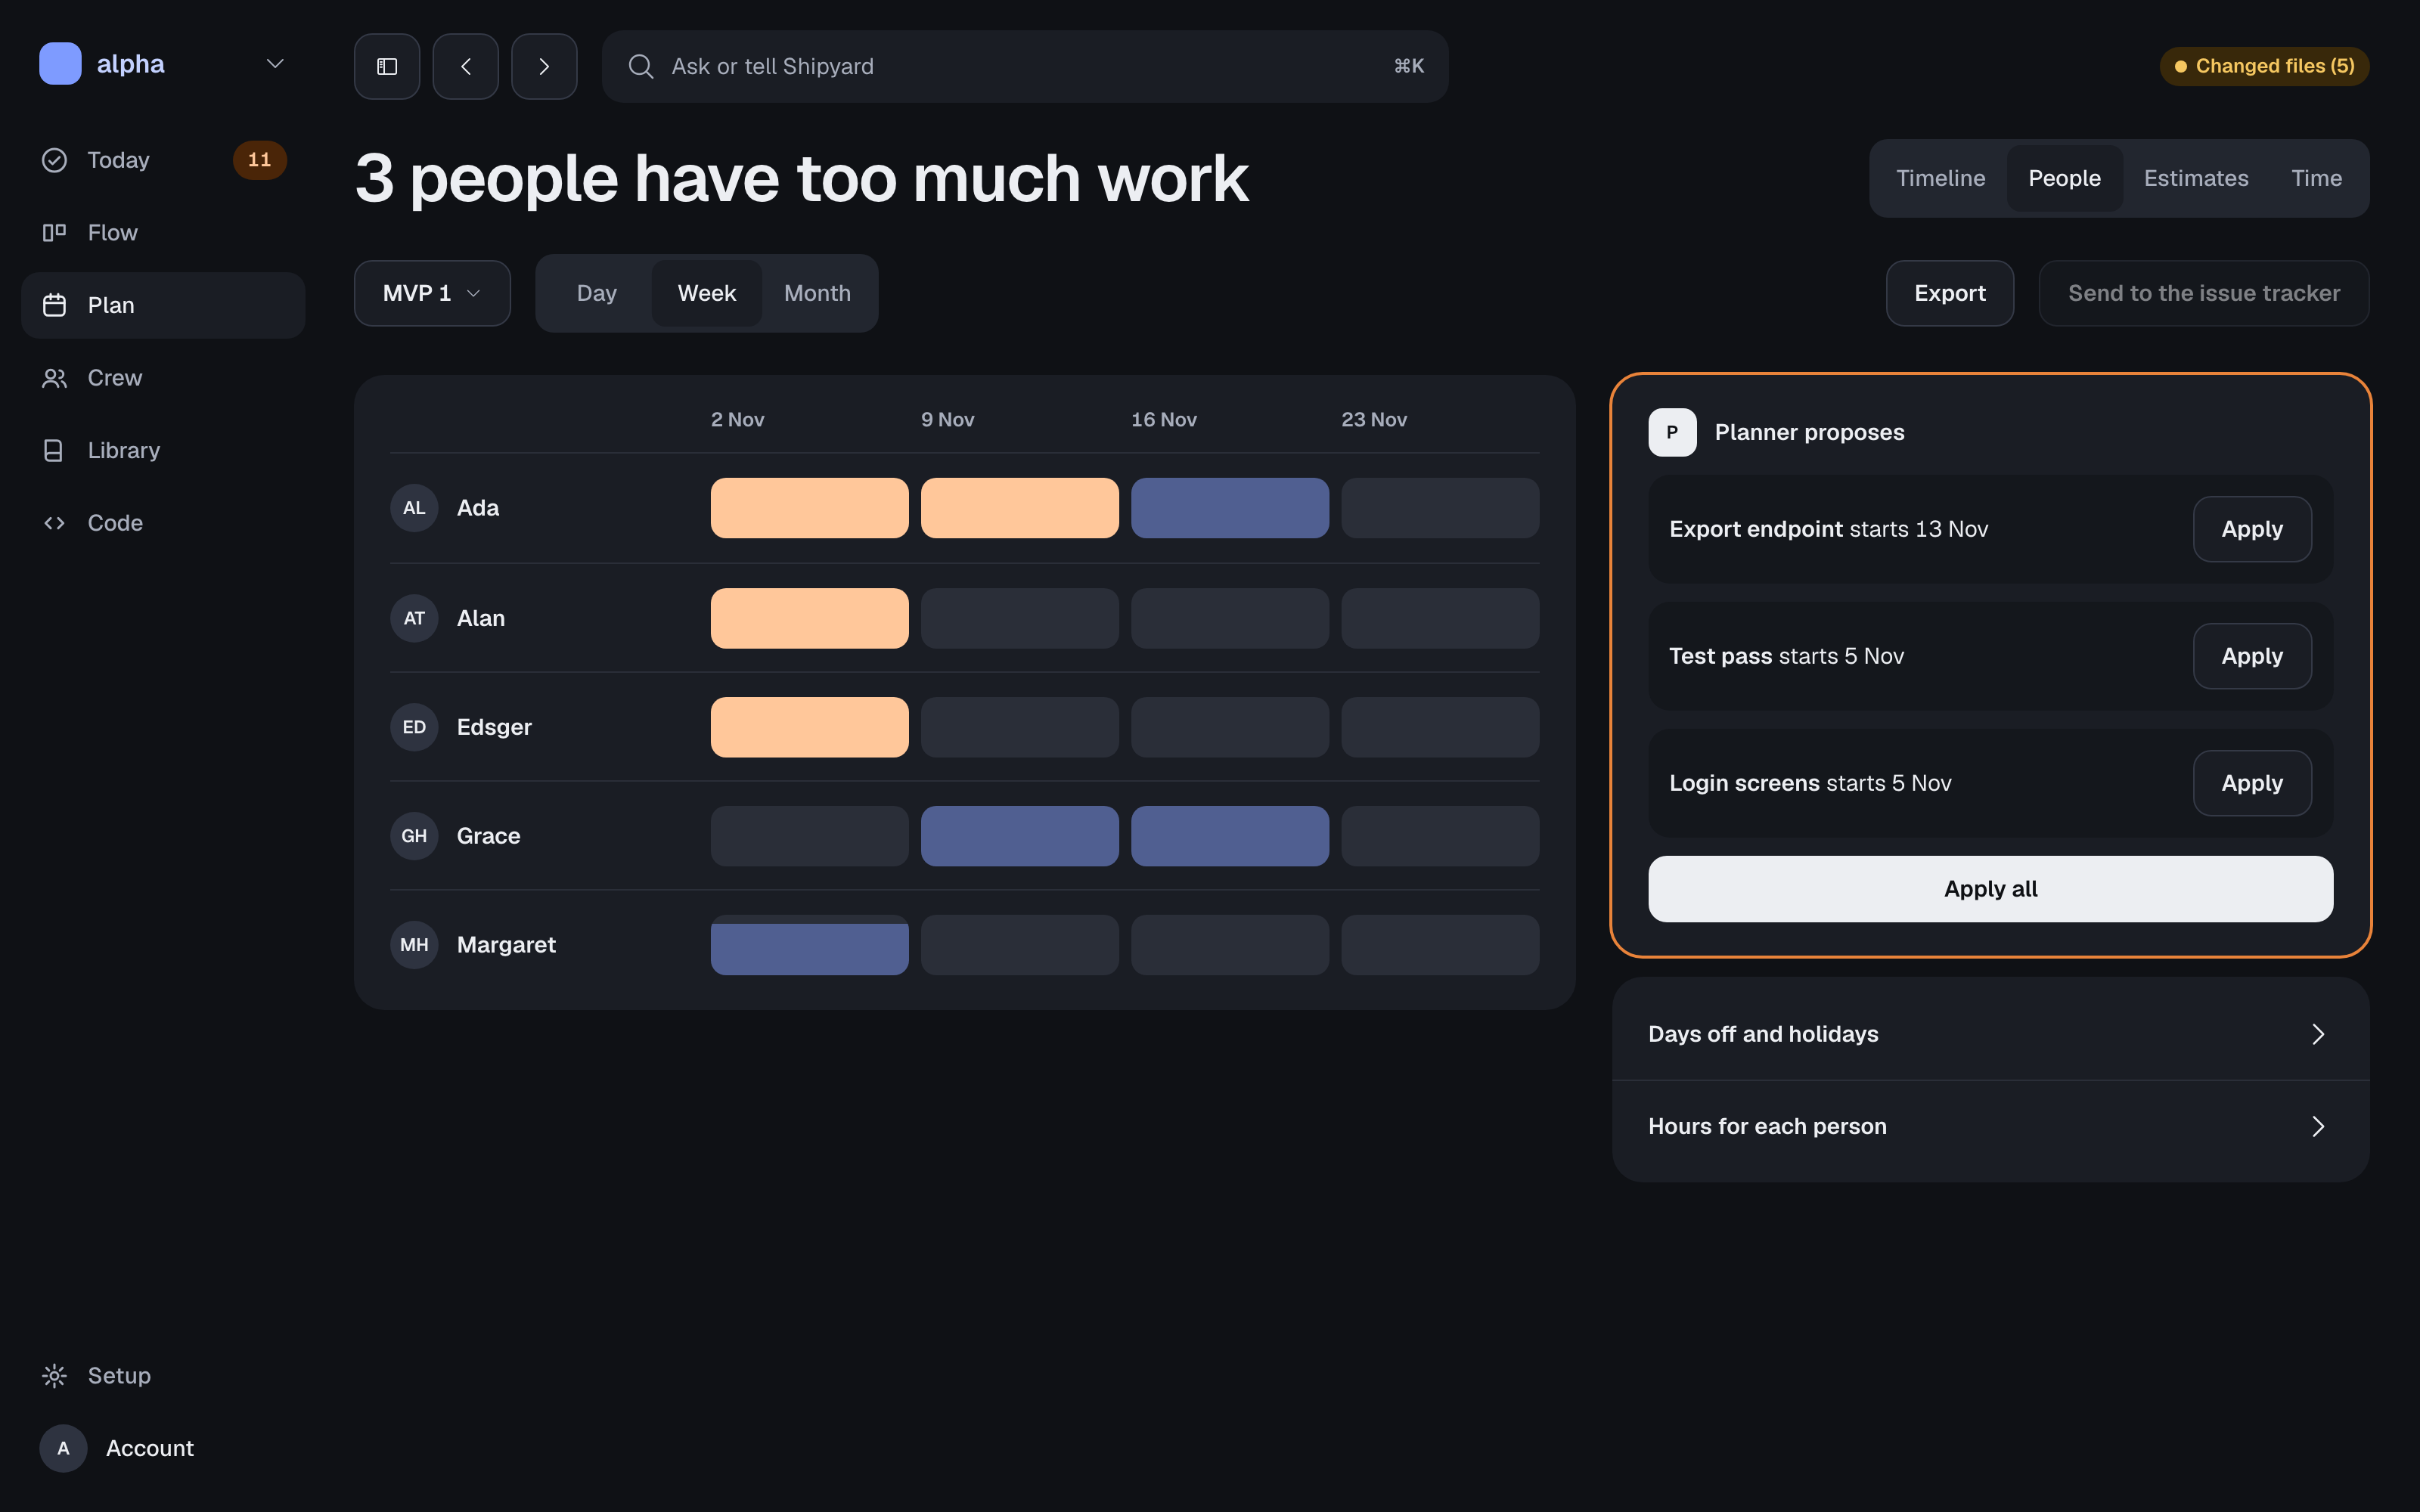 alpha
Ask or tell Shipyard
⌘K
Changed files (5)
Today
11
Flow
Plan
Crew
Library
Code
Setup
A
Account
3 people have too much work
Timeline
People
Estimates
Time
MVP 1
Day
Week
Month
Export
Send to the issue tracker
2 Nov
9 Nov
16 Nov
23 Nov
AL
Ada
AT
Alan
ED
Edsger
GH
Grace
MH
Margaret
P
Planner proposes
Export endpoint starts 13 Nov
Apply
Test pass starts 5 Nov
Apply
Login screens starts 5 Nov
Apply
Apply all
Days off and holidays
Hours for each person